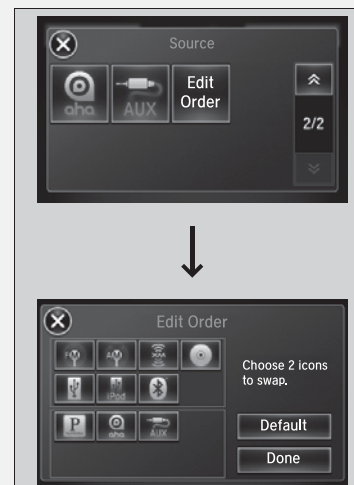 Source
aha
AUX
Edit
Order
2/2
Edit Order
FM
AM
XM
iPod
P
aha
AUX
Choose 2 icons
to swap.
Default
Done